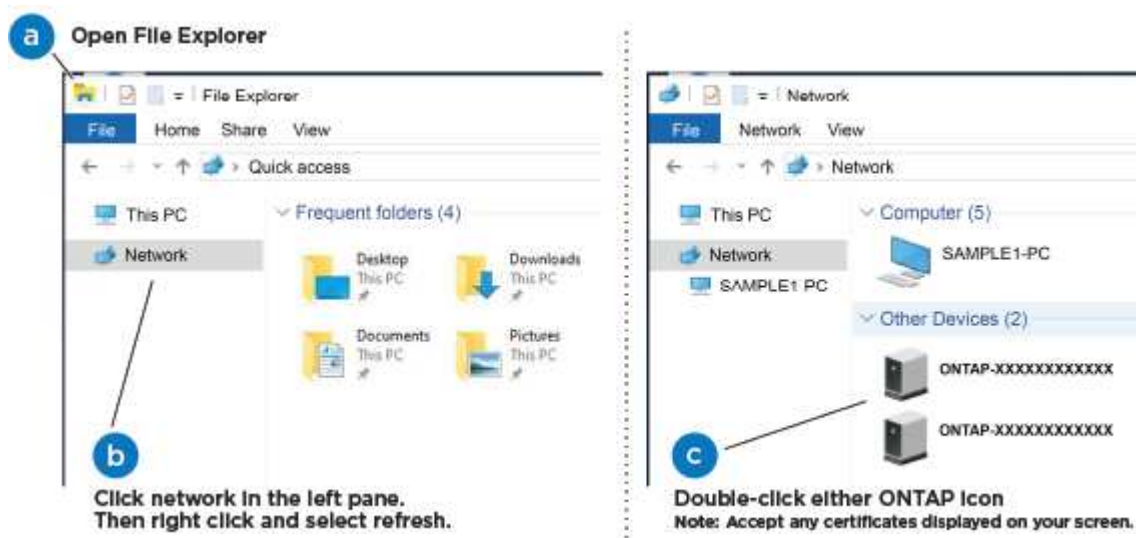 a
Open File Explorer
File Explorer
File Home Share View
Quick access
This PC
Network
Frequent folders (4)
Desktop
This PC
Downloads
This PC
Documents
This PC
Pictures
This PC
b
Click network in the left pane.
Then right click and select refresh.
Network
File Network View
Network
This PC
Network
SAMPLE1 PC
Computer (5)
SAMPLE1-PC
Other Devices (2)
ONTAP-XXXXXXXXXXXX
ONTAP-XXXXXXXXXXXX
c
Double-click either ONTAP icon
Note: Accept any certificates displayed on your screen.